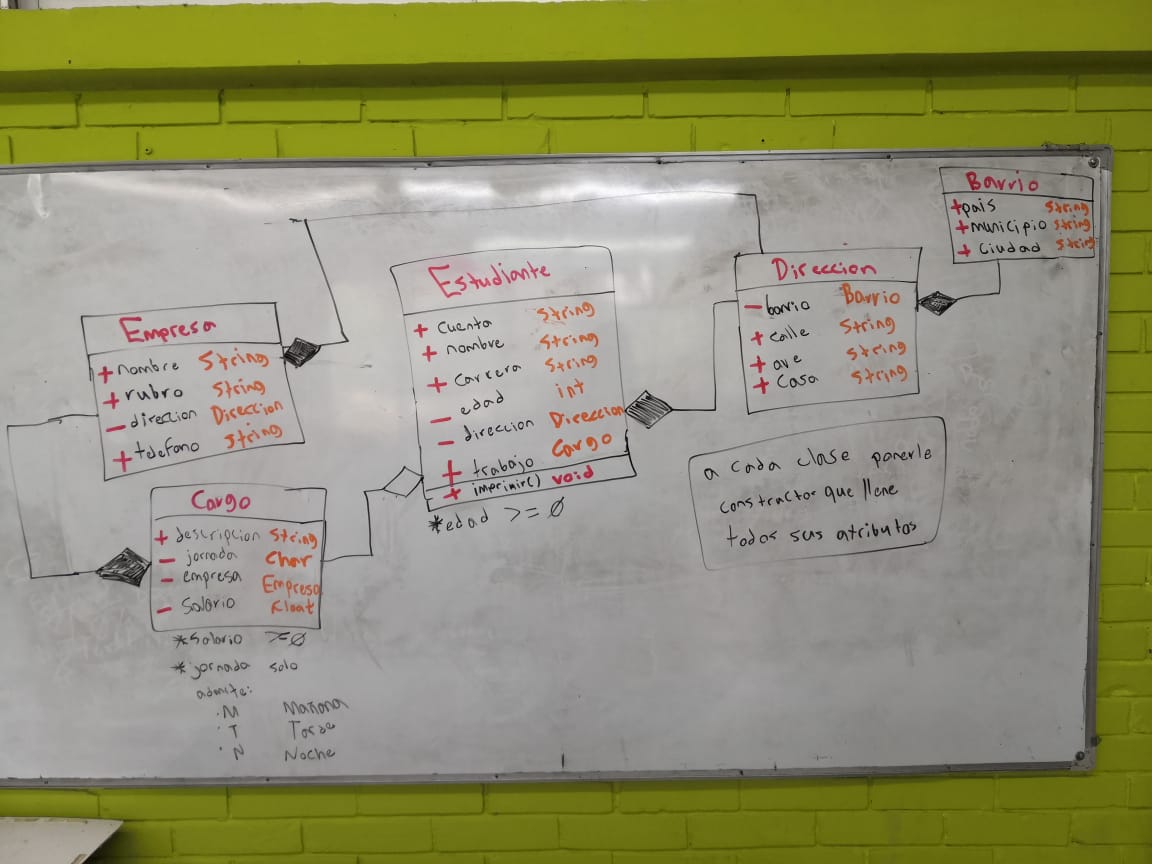 Barrio
+ pais String
+ municipio String
+ Ciudad String
Direccion
- barrio Barrio
+ calle String
+ ave String
+ Casa String
Estudiante
+ Cuenta String
+ nombre String
+ Carrera String
- edad int
- direccion Direccion
+ trabajo Cargo
+ imprimir() void
*edad >= 0
Empresa
+ nombre String
+ rubro String
- direccion Direccion
+ telefono String
Cargo
+ descripcion String
- jornada Char
- empresa Empresa
- Salario Float
*Salario >=0
*jornada solo
admite:
. M Mañana
. T Tarde
. N Noche
a cada clase ponerle
constructor que llene
todos sus atributos